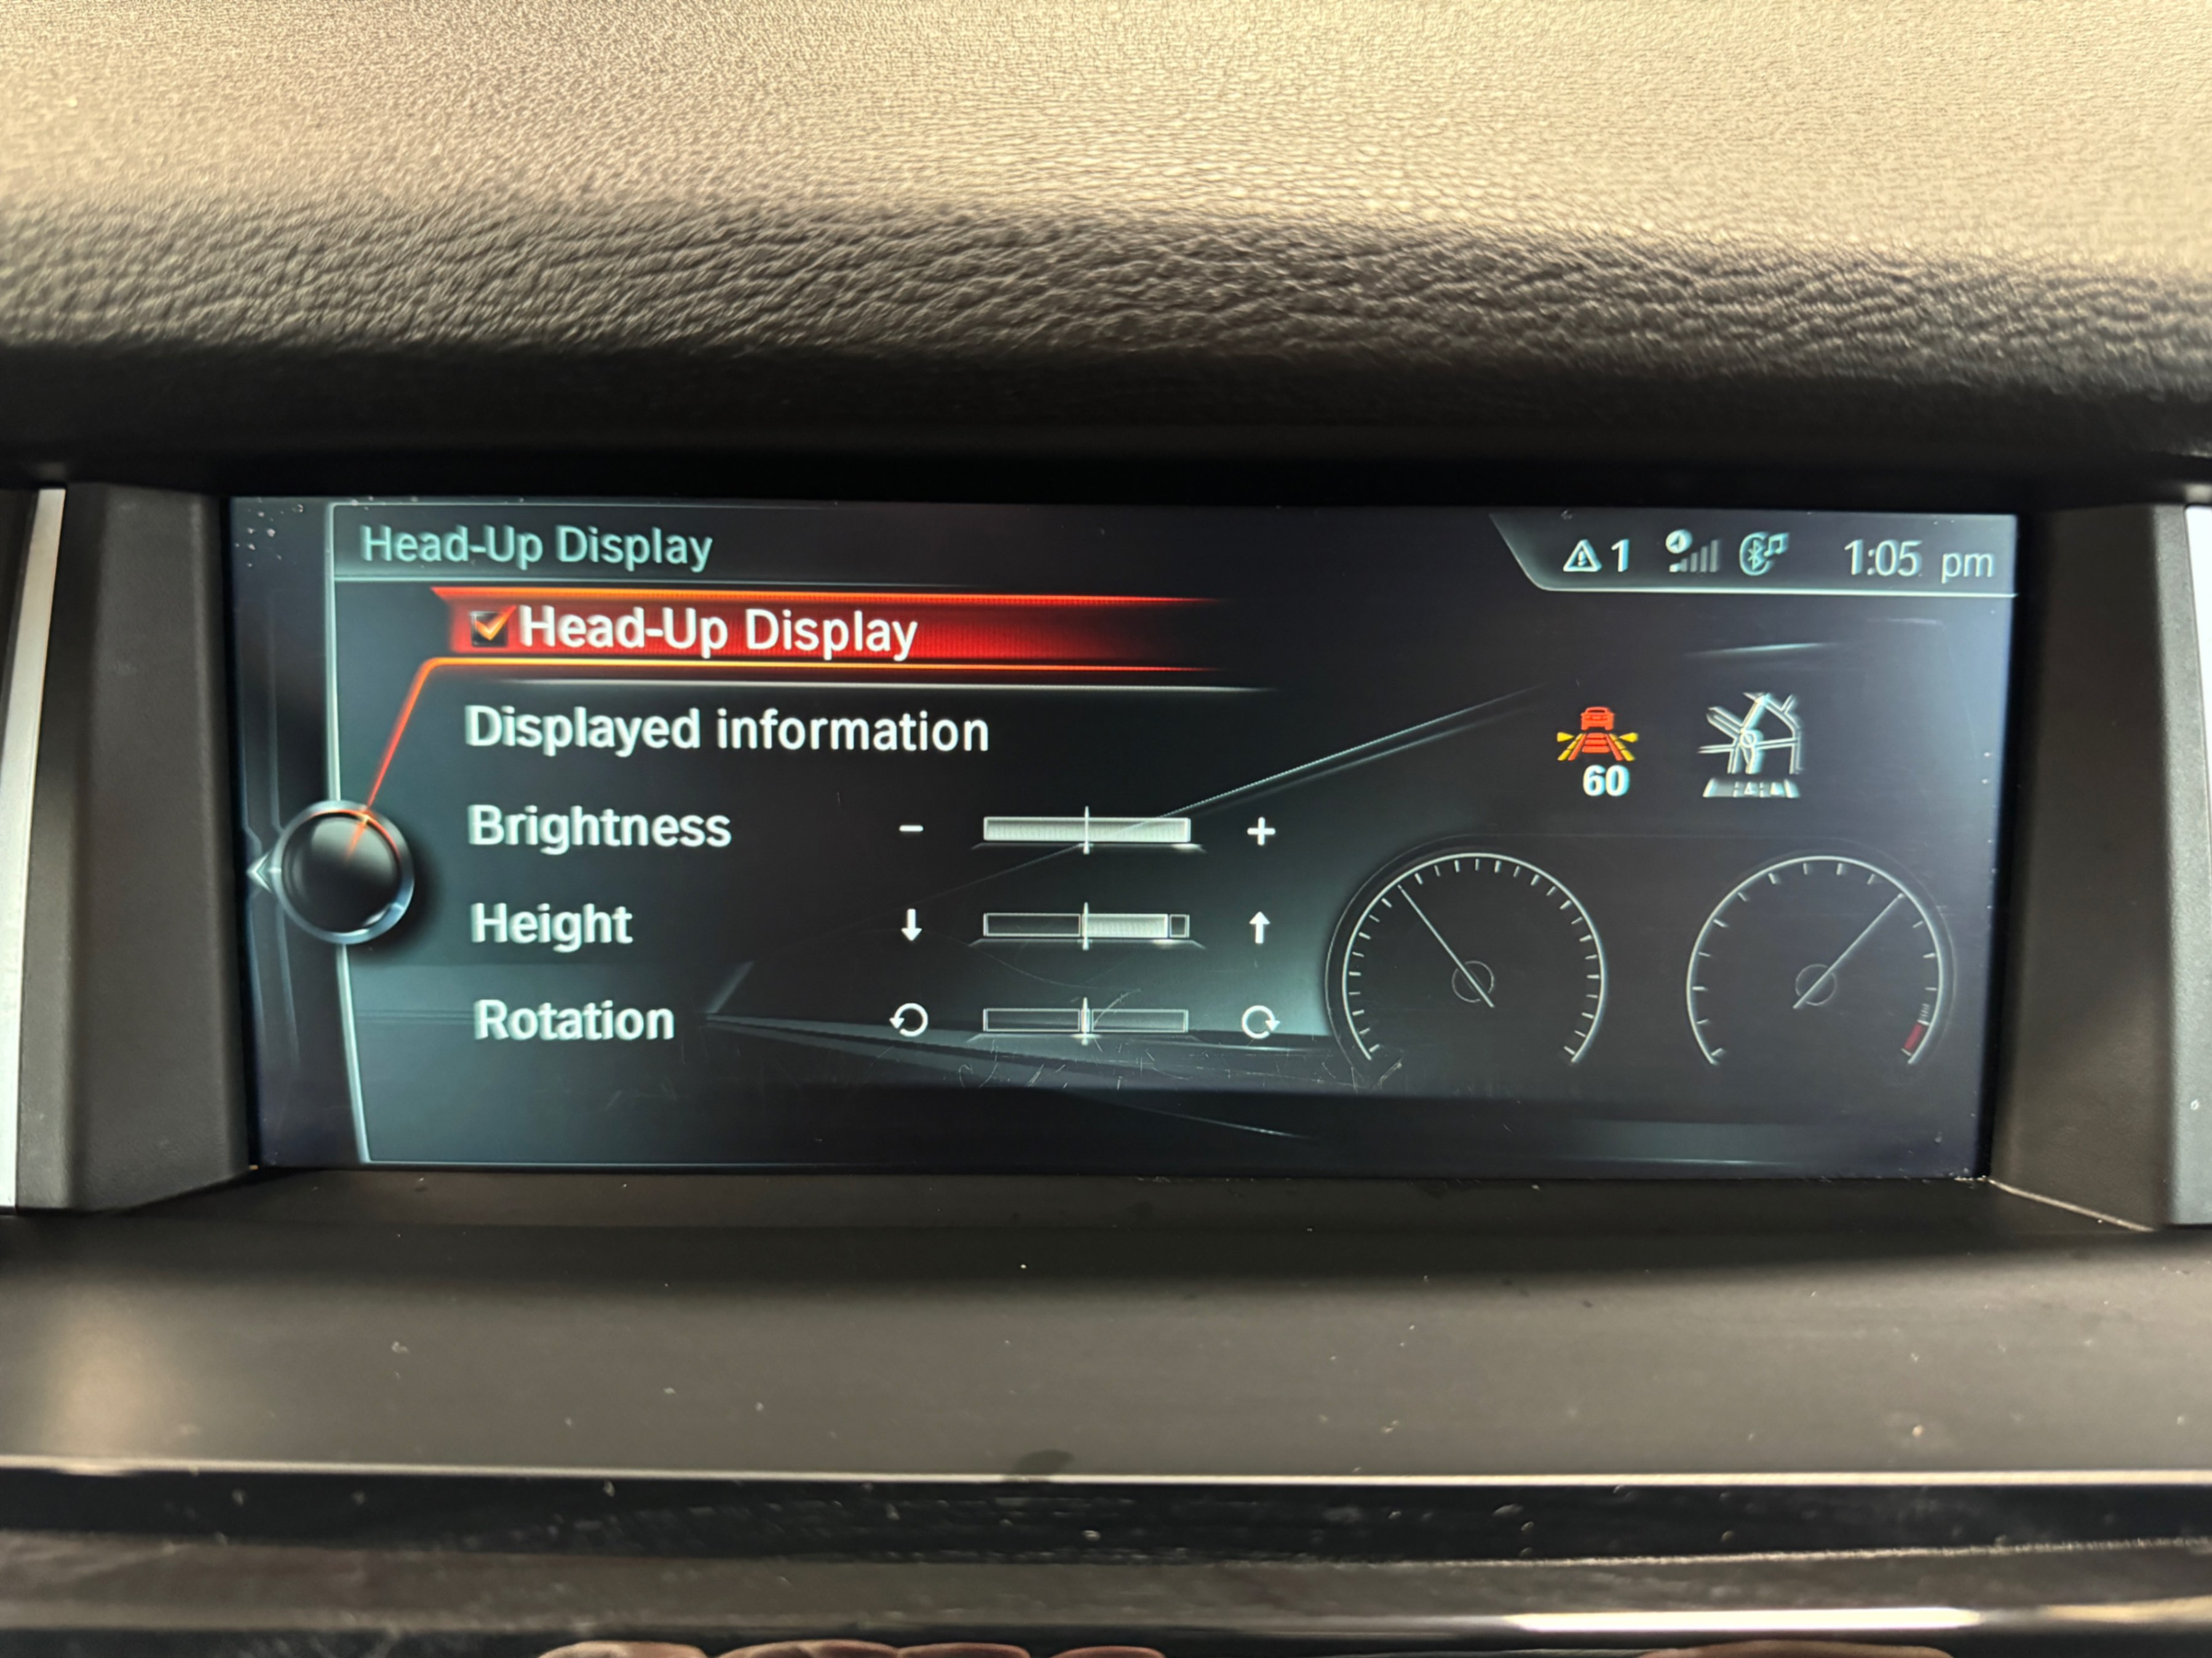 Head-Up Display
1
1:05 pm
Head-Up Display
Displayed information
Brightness - +
Height
Rotation
60